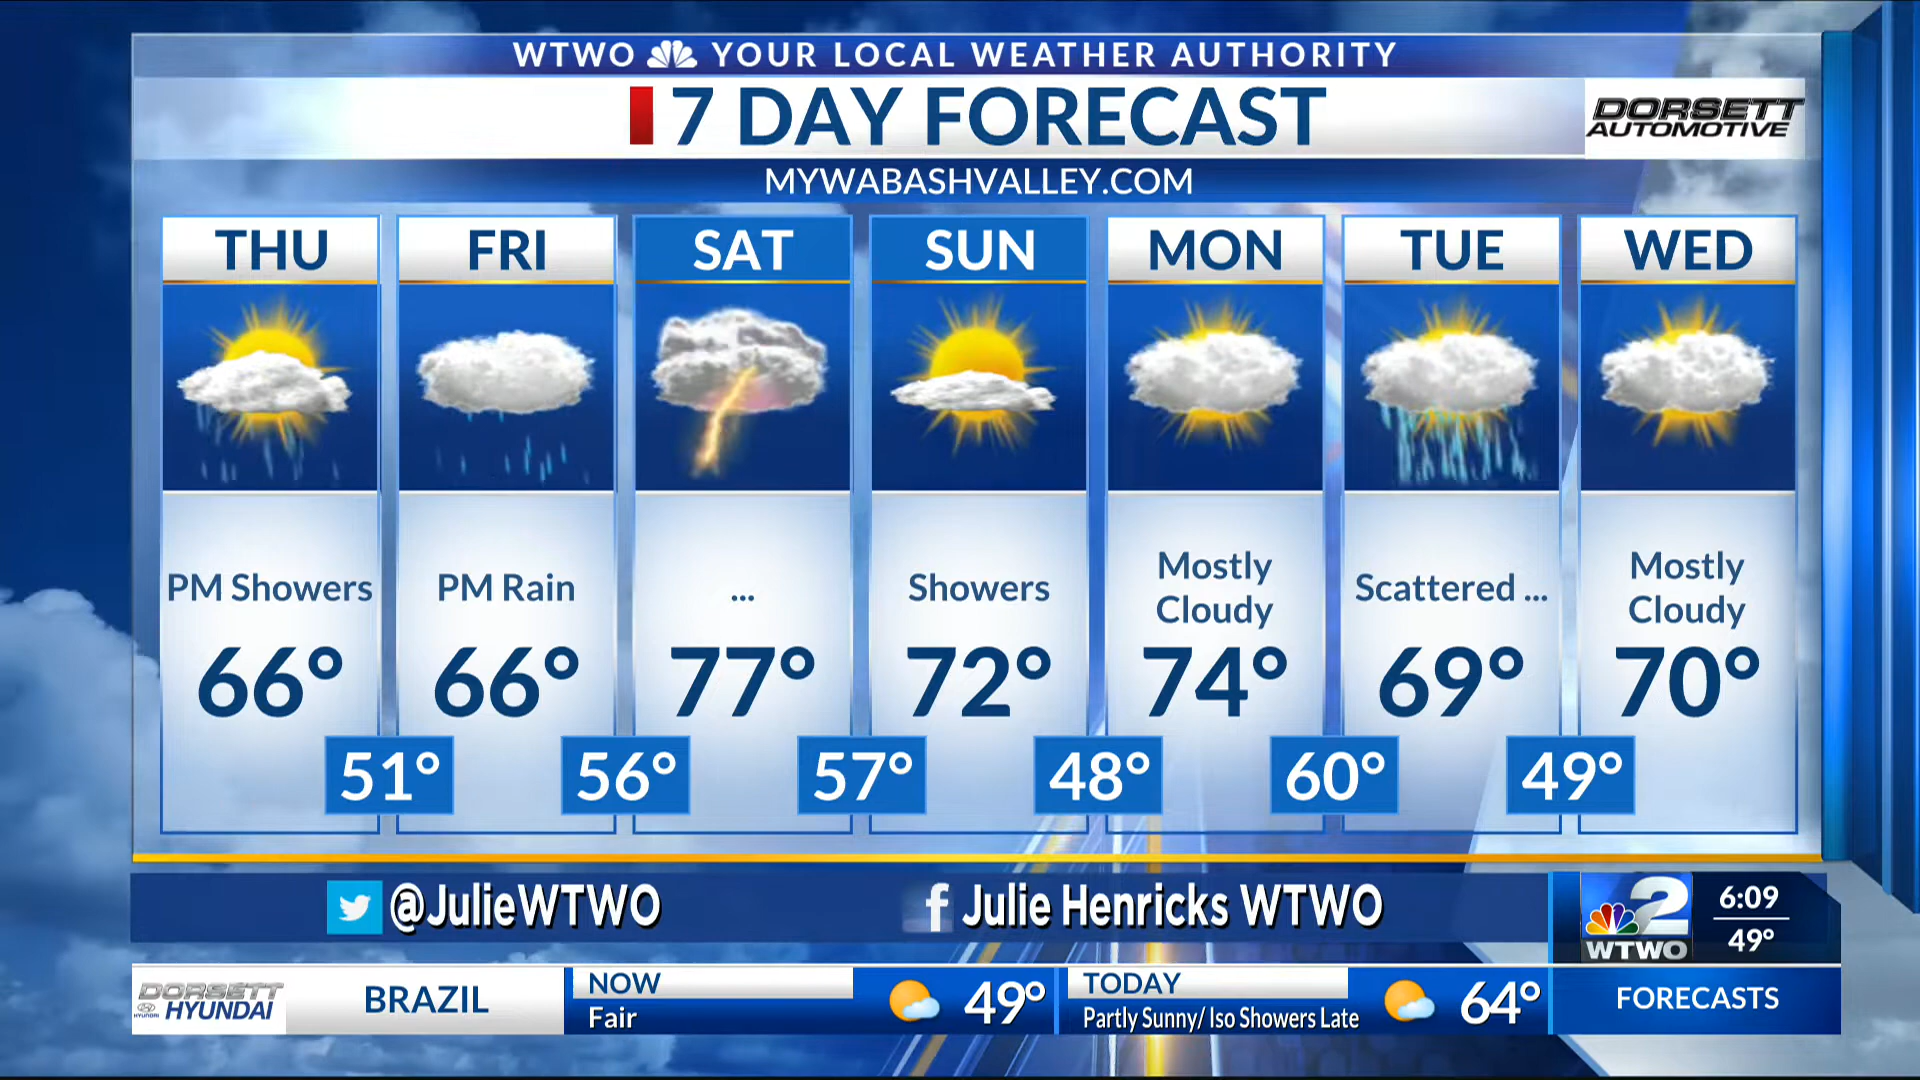 WTWO YOUR LOCAL WEATHER AUTHORITY
7 DAY FORECAST
DORSETT
AUTOMOTIVE
MYWABASHVALLEY.COM
THU FRI SAT SUN MON TUE WED
PM Showers
PM Rain
...
Showers
Mostly
Cloudy
Scattered ...
Mostly
Cloudy
66° 66° 77° 72° 74° 69° 70°
51° 56° 57° 48° 60° 49°
@JulieWTWO
Julie Henricks WTWO
2
WTWO
6:09
49°
DORSETT
HYUNDAI
HYUNDAI
BRAZIL
NOW
Fair
49°
TODAY
Partly Sunny/ Iso Showers Late
64°
FORECASTS